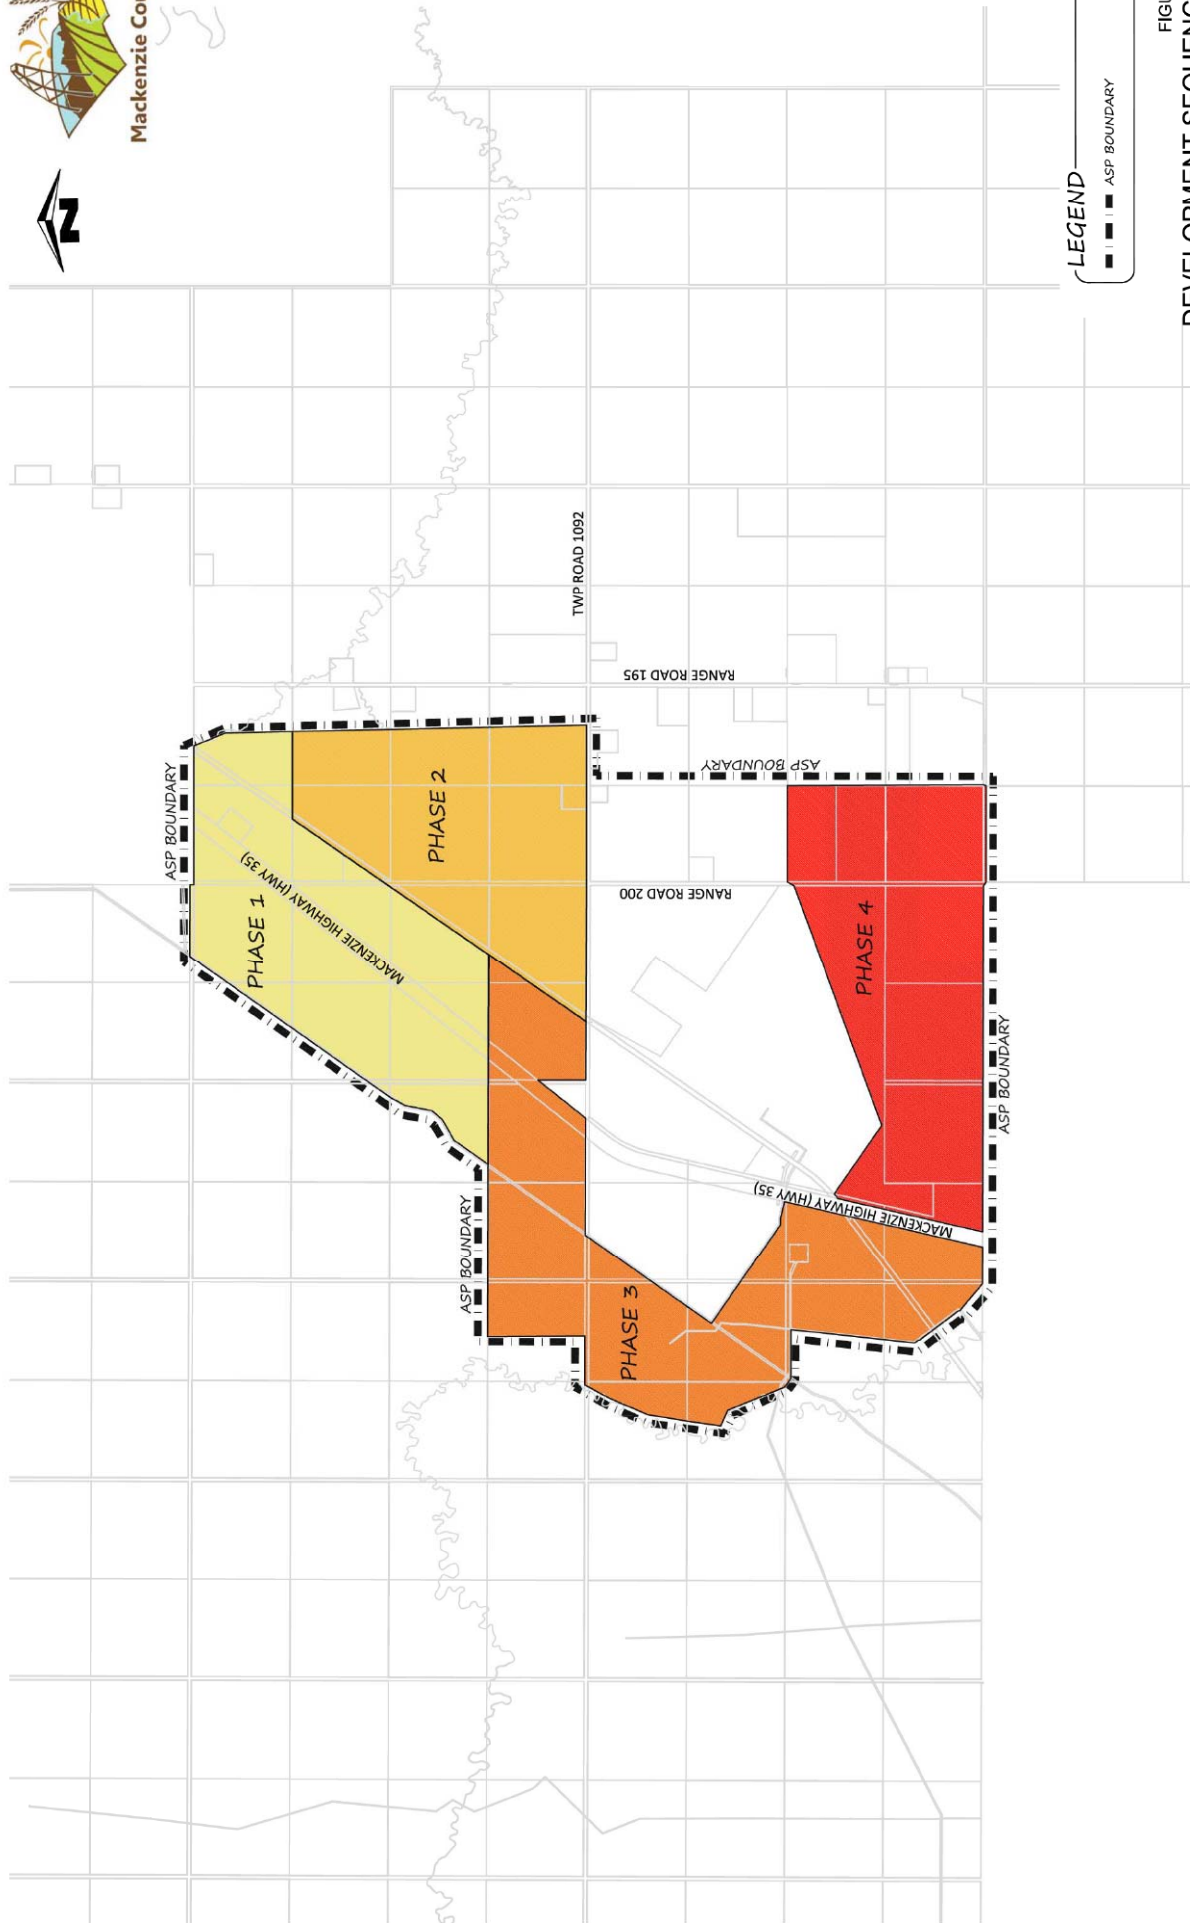 Mackenzie Cou
N
LEGEND
ASP BOUNDARY
FIGU
DEVELOPMENT SEQUENC
TWP ROAD 1092
RANGE ROAD 195
ASP BOUNDARY
ASP BOUNDARY
PHASE 2
PHASE 1
MACKENZIE HIGHWAY (HWY 35)
RANGE ROAD 200
PHASE 4
ASP BOUNDARY
MACKENZIE HIGHWAY (HWY 35)
ASP BOUNDARY
PHASE 3